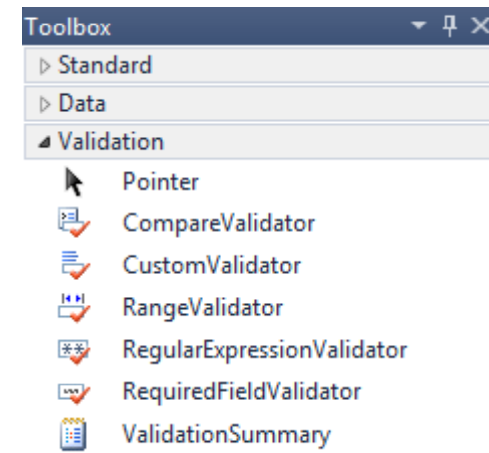 Toolbox
Standard
Data
Validation
Pointer
CompareValidator
CustomValidator
RangeValidator
RegularExpressionValidator
RequiredFieldValidator
ValidationSummary